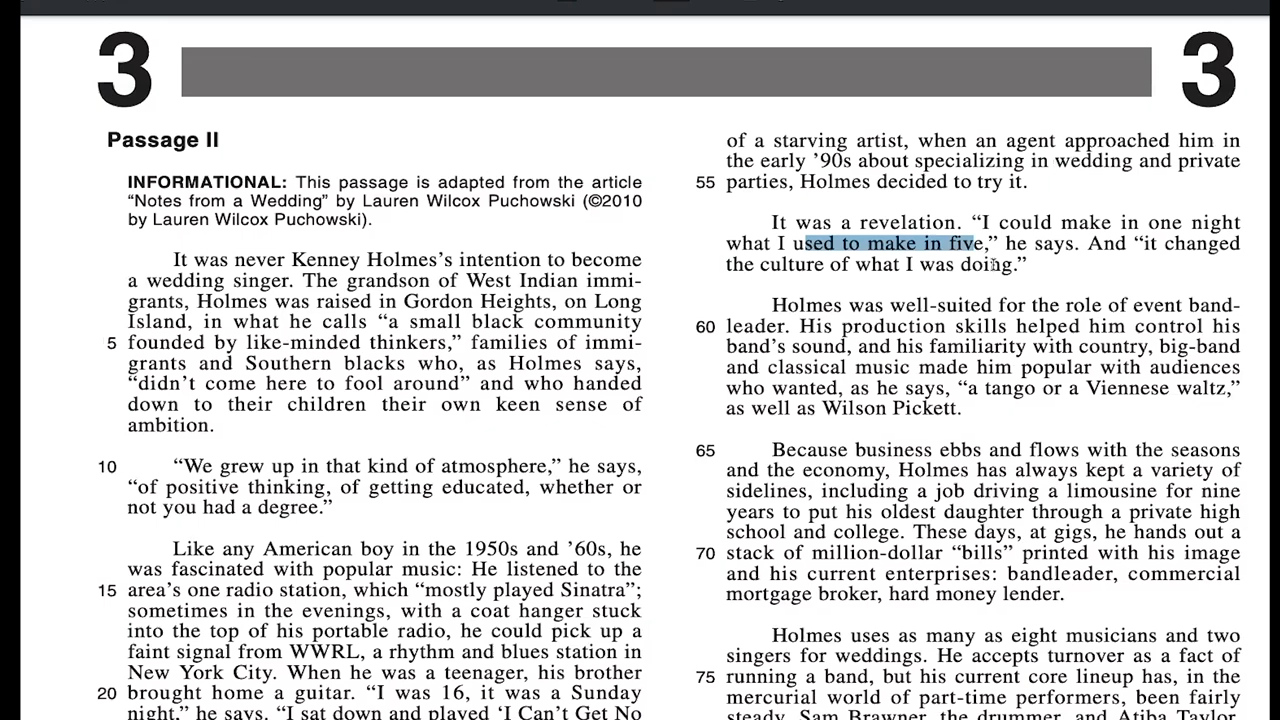 3
3
Passage II
INFORMATIONAL: This passage is adapted from the article
“Notes from a Wedding” by Lauren Wilcox Puchowski (©2010
by Lauren Wilcox Puchowski).
It was never Kenney Holmes’s intention to become
a wedding singer. The grandson of West Indian immi-
grants, Holmes was raised in Gordon Heights, on Long
Island, in what he calls “a small black community
5 founded by like-minded thinkers,” families of immi-
grants and Southern blacks who, as Holmes says,
“didn’t come here to fool around” and who handed
down to their children their own keen sense of
ambition.
10 “We grew up in that kind of atmosphere,” he says,
“of positive thinking, of getting educated, whether or
not you had a degree.”
Like any American boy in the 1950s and ’60s, he
was fascinated with popular music: He listened to the
15 area’s one radio station, which “mostly played Sinatra”;
sometimes in the evenings, with a coat hanger stuck
into the top of his portable radio, he could pick up a
faint signal from WWRL, a rhythm and blues station in
New York City. When he was a teenager, his brother
20 brought home a guitar. “I was 16, it was a Sunday
night,” he says. “I sat down and played ‘I Can’t Get No
of a starving artist, when an agent approached him in
the early ’90s about specializing in wedding and private
55 parties, Holmes decided to try it.
It was a revelation. “I could make in one night
what I used to make in five,” he says. And “it changed
the culture of what I was doing.”
Holmes was well-suited for the role of event band-
60 leader. His production skills helped him control his
band’s sound, and his familiarity with country, big-band
and classical music made him popular with audiences
who wanted, as he says, “a tango or a Viennese waltz,”
as well as Wilson Pickett.
65 Because business ebbs and flows with the seasons
and the economy, Holmes has always kept a variety of
sidelines, including a job driving a limousine for nine
years to put his oldest daughter through a private high
school and college. These days, at gigs, he hands out a
70 stack of million-dollar “bills” printed with his image
and his current enterprises: bandleader, commercial
mortgage broker, hard money lender.
Holmes uses as many as eight musicians and two
singers for weddings. He accepts turnover as a fact of
75 running a band, but his current core lineup has, in the
mercurial world of part-time performers, been fairly
steady. Sam Brawner, the drummer, and Atiba Taylor,